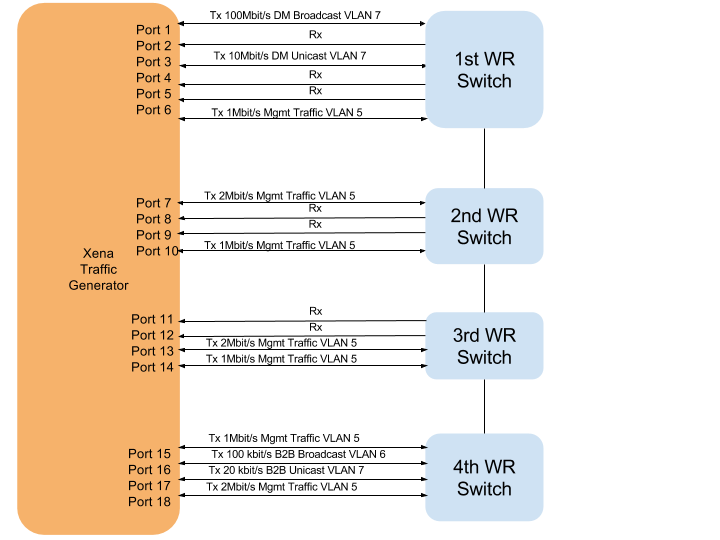 Tx 100Mbit/s DM Broadcast VLAN 7
Port 1
Rx
Port 2
Tx 10Mbit/s DM Unicast VLAN 7
Port 3
Rx
Port 4
Rx
Port 5
Port 6
Tx 1Mbit/s Mgmt Traffic VLAN 5
1st WR
Switch
Tx 2Mbit/s Mgmt Traffic VLAN 5
Port 7
Rx
Port 8
Rx
Port 9
Tx 1Mbit/s Mgmt Traffic VLAN 5
Port 10
2nd WR
Switch
Xena
Traffic
Generator
Rx
Port 11
Rx
Port 12
Tx 2Mbit/s Mgmt Traffic VLAN 5
Port 13
Tx 1Mbit/s Mgmt Traffic VLAN 5
Port 14
3rd WR
Switch
Tx 1Mbit/s Mgmt Traffic VLAN 5
Port 15
Tx 100 kbit/s B2B Broadcast VLAN 6
Port 16
Tx 20 kbit/s B2B Unicast VLAN 7
Port 17
Tx 2Mbit/s Mgmt Traffic VLAN 5
Port 18
4th WR
Switch